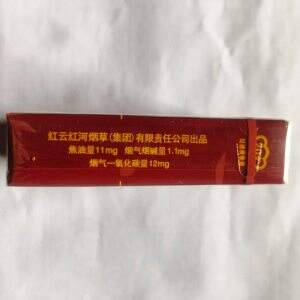 红云红河烟草(集团)有限责任公司出品
焦油量11mg 烟气烟碱量1.1mg
烟气一氧化碳量12mg